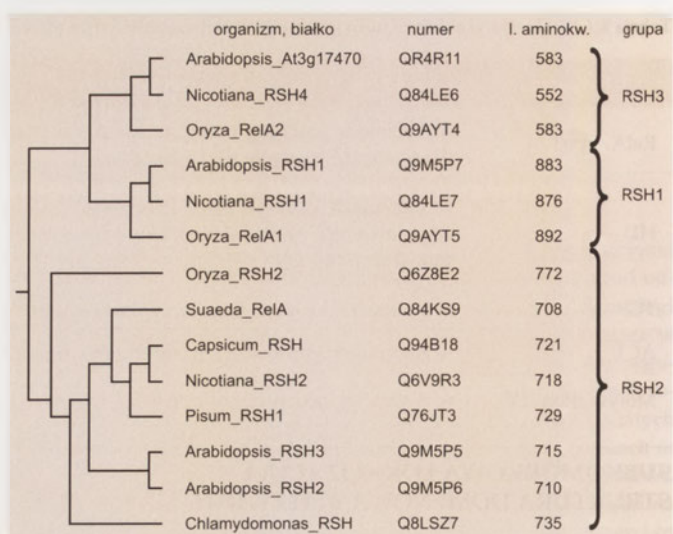 organizm, białko numer l. aminokw. grupa
Arabidopsis_At3g17470 QR4R11 583
Nicotiana_RSH4 Q84LE6 552 RSH3
Oryza_RelA2 Q9AYT4 583
Arabidopsis_RSH1 Q9M5P7 883
Nicotiana_RSH1 Q84LE7 876 RSH1
Oryza_RelA1 Q9AYT5 892
Oryza_RSH2 Q6Z8E2 772
Suaeda_RelA Q84KS9 708
Capsicum_RSH Q94B18 721
Nicotiana_RSH2 Q6V9R3 718 RSH2
Pisum_RSH1 Q76JT3 729
Arabidopsis_RSH3 Q9M5P5 715
Arabidopsis_RSH2 Q9M5P6 710
Chlamydomonas_RSH Q8LSZ7 735